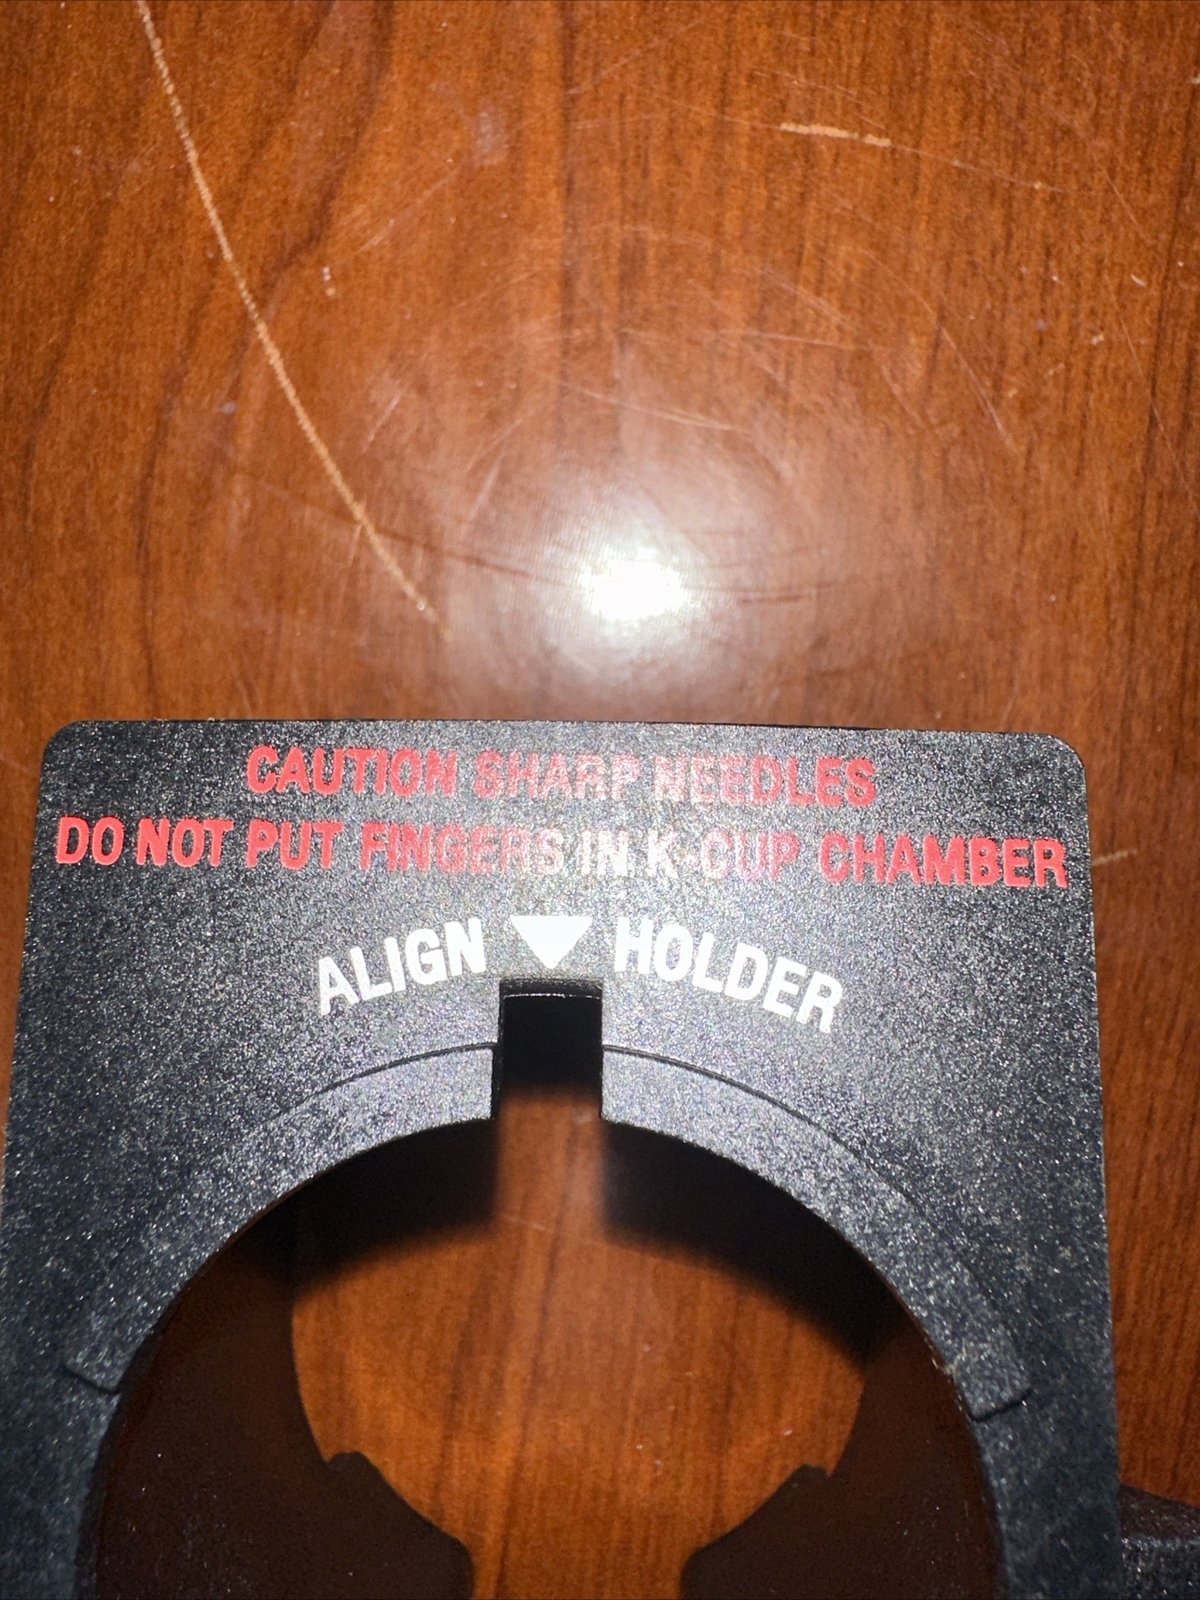 CAUTION SHARP NEEDLES
DO NOT PUT FINGERS IN K-CUP CHAMBER
ALIGN HOLDER